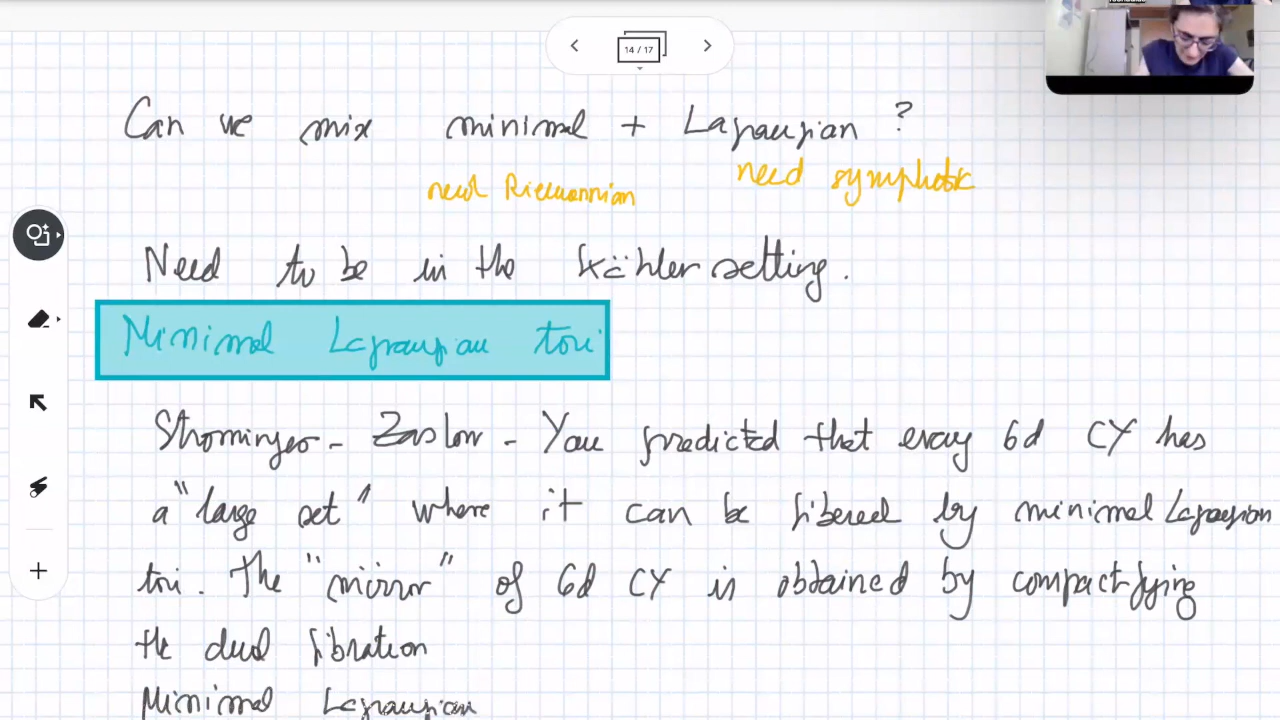 14 / 17
Can we mix minimal + Lagrangian ?
need Riemannian need symplectic
Need to be in the Kähler setting.
Minimal Lagrangian tori
Strominger - Zaslow - Yau predicted that every 6d CY has
a "large set" where it can be fibered by minimal Lagrangian
tori. The "mirror" of 6d CY is obtained by compactifying
the dual fibration
Minimal Lagrangian